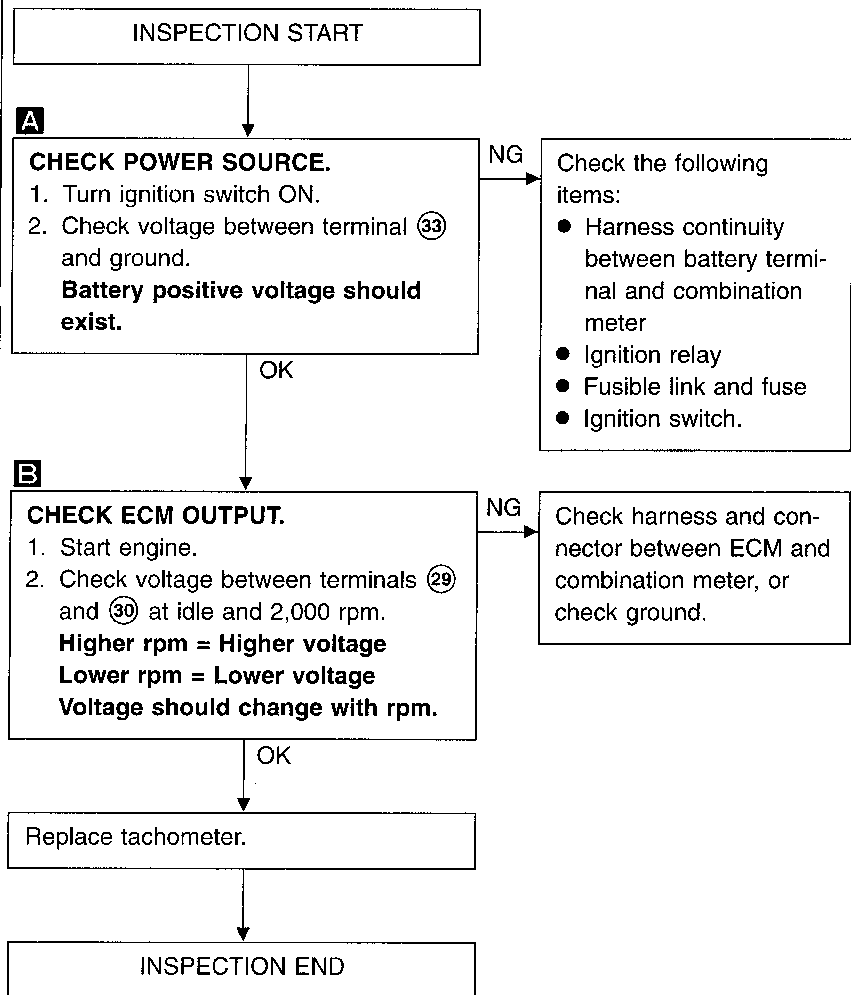 INSPECTION START
A
CHECK POWER SOURCE.
1. Turn ignition switch ON.
2. Check voltage between terminal ㉝
and ground.
Battery positive voltage should
exist.
NG
Check the following
items:
● Harness continuity
between battery termi-
nal and combination
meter
● Ignition relay
● Fusible link and fuse
● Ignition switch.
OK
B
CHECK ECM OUTPUT.
1. Start engine.
2. Check voltage between terminals ㉙
and ㉚ at idle and 2,000 rpm.
Higher rpm = Higher voltage
Lower rpm = Lower voltage
Voltage should change with rpm.
NG
Check harness and con-
nector between ECM and
combination meter, or
check ground.
OK
Replace tachometer.
INSPECTION END